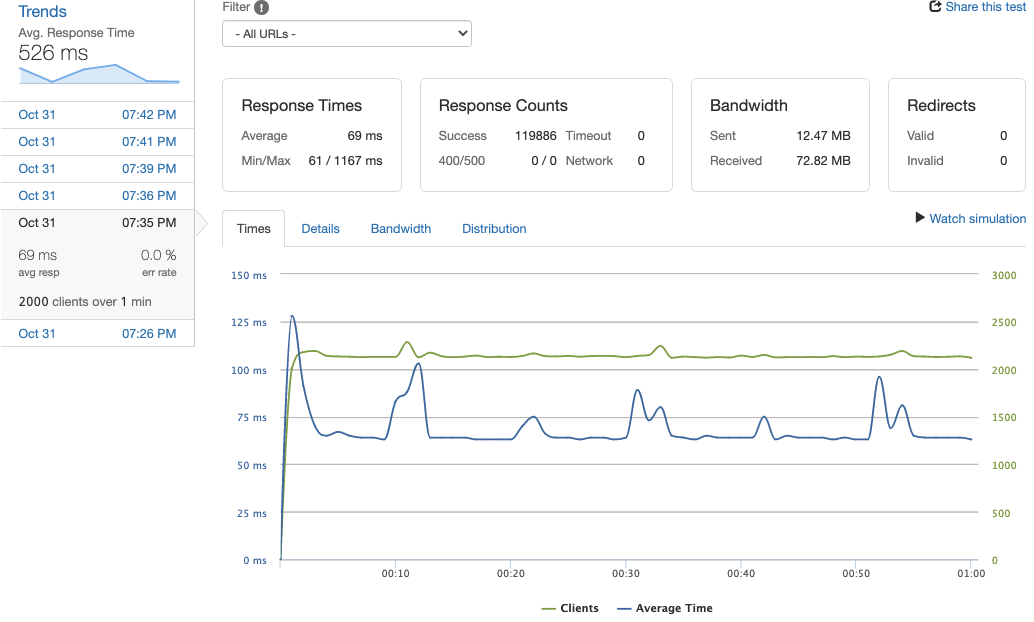 Trends
Avg. Response Time
526 ms
Oct 31 07:42 PM
Oct 31 07:41 PM
Oct 31 07:39 PM
Oct 31 07:36 PM
Oct 31 07:35 PM
69 ms 0.0 %
avg resp err rate
2000 clients over 1 min
Oct 31 07:26 PM
Filter !
- All URLs -
Share this test
Response Times
Average 69 ms
Min/Max 61 / 1167 ms
Response Counts
Success 119886 Timeout 0
400/500 0 / 0 Network 0
Bandwidth
Sent 12.47 MB
Received 72.82 MB
Redirects
Valid 0
Invalid 0
Times Details Bandwidth Distribution
Watch simulation
150 ms 3000
125 ms 2500
100 ms 2000
75 ms 1500
50 ms 1000
25 ms 500
0 ms 0
00:10 00:20 00:30 00:40 00:50 01:00
Clients Average Time